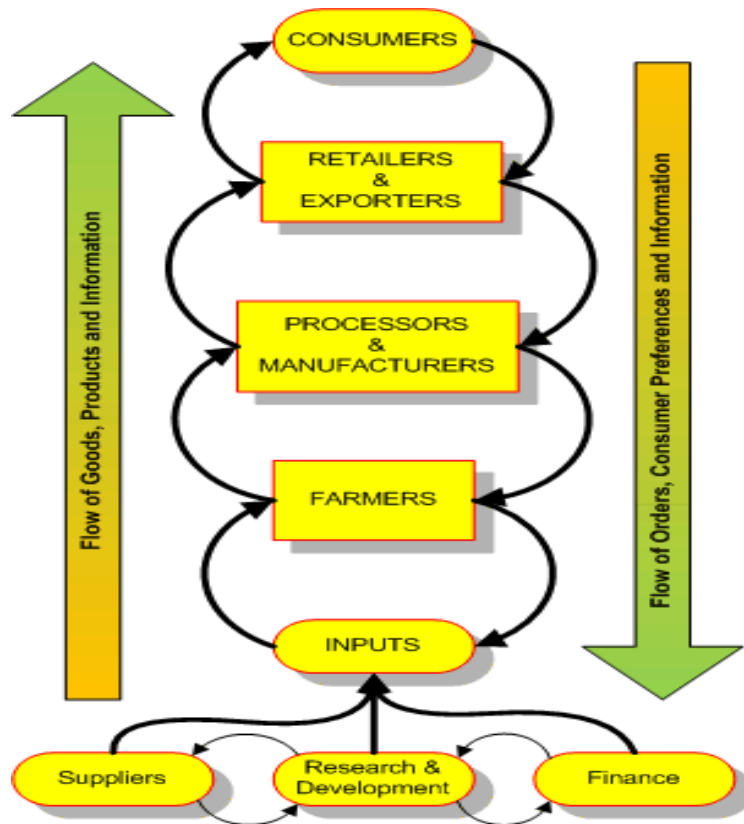 CONSUMERS
RETAILERS
&
EXPORTERS
PROCESSORS
&
MANUFACTURERS
FARMERS
INPUTS
Suppliers
Research &
Development
Finance
Flow of Goods, Products and Information
Flow of Orders, Consumer Preferences and Information